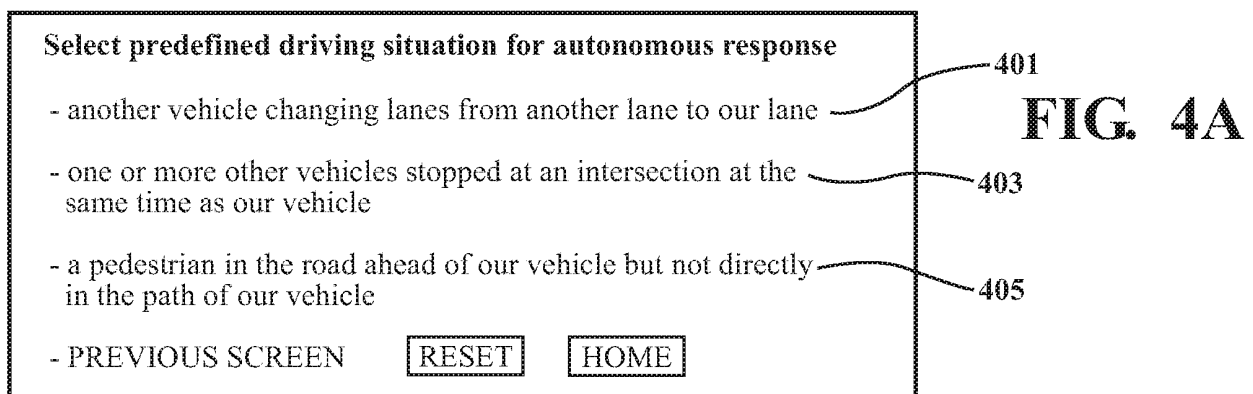 Select predefined driving situation for autonomous response
- another vehicle changing lanes from another lane to our lane
401
FIG. 4A
- one or more other vehicles stopped at an intersection at the
same time as our vehicle
403
- a pedestrian in the road ahead of our vehicle but not directly
in the path of our vehicle
405
- PREVIOUS SCREEN RESET HOME